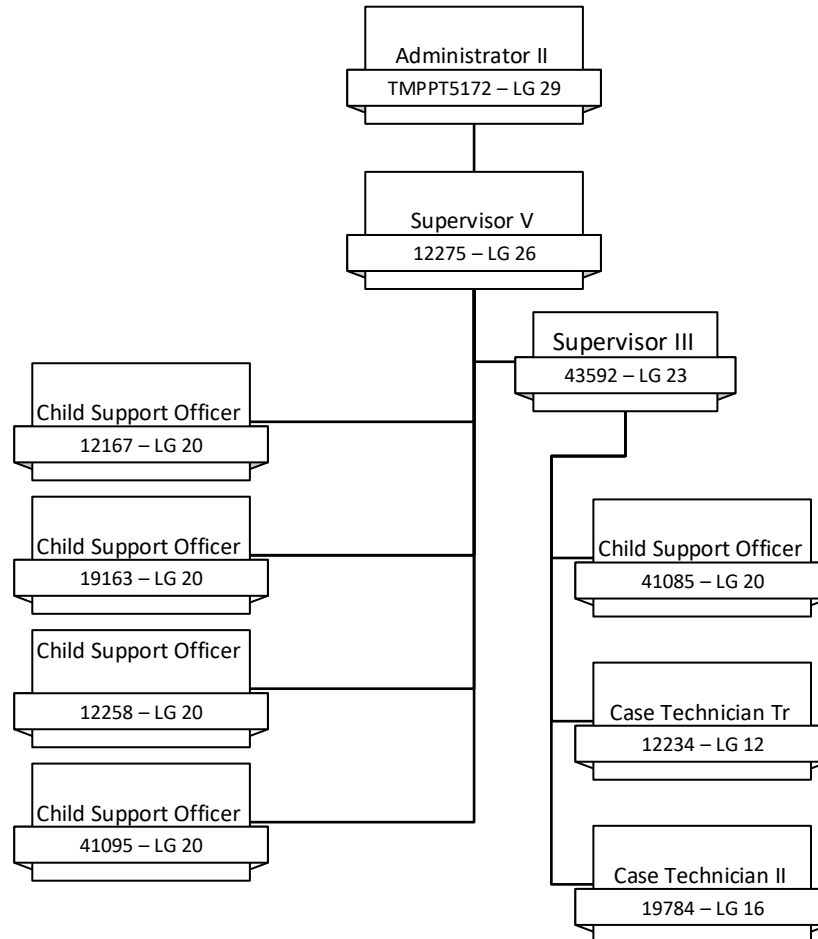 Administrator II
TMPPT5172 – LG 29
Supervisor V
12275 – LG 26
Supervisor III
43592 – LG 23
Child Support Officer
12167 – LG 20
Child Support Officer
19163 – LG 20
Child Support Officer
12258 – LG 20
Child Support Officer
41095 – LG 20
Child Support Officer
41085 – LG 20
Case Technician Tr
12234 – LG 12
Case Technician II
19784 – LG 16